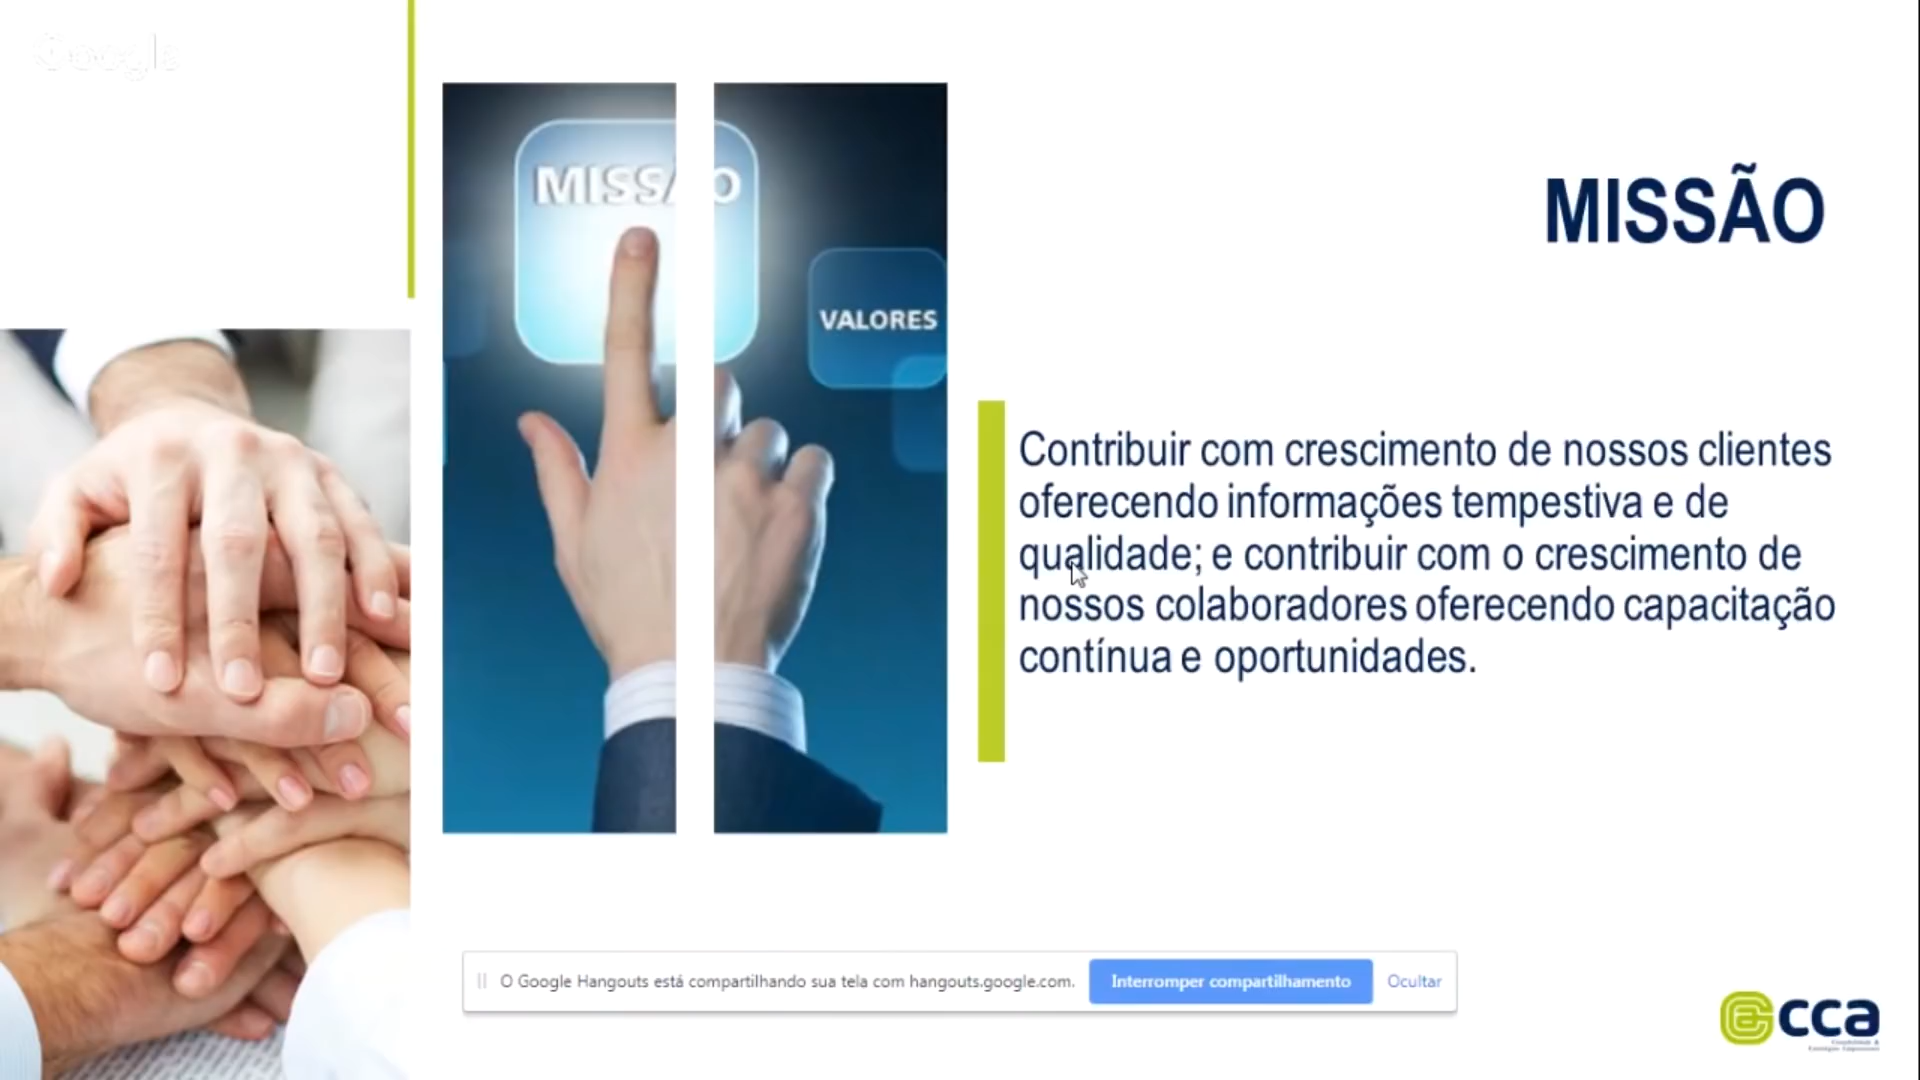 Google
MISSÃO
VALORES
MISSÃO
Contribuir com crescimento de nossos clientes
oferecendo informações tempestiva e de
qualidade; e contribuir com o crescimento de
nossos colaboradores oferecendo capacitação
contínua e oportunidades.
O Google Hangouts está compartilhando sua tela com hangouts.google.com.
Interromper compartilhamento
Ocultar
cca